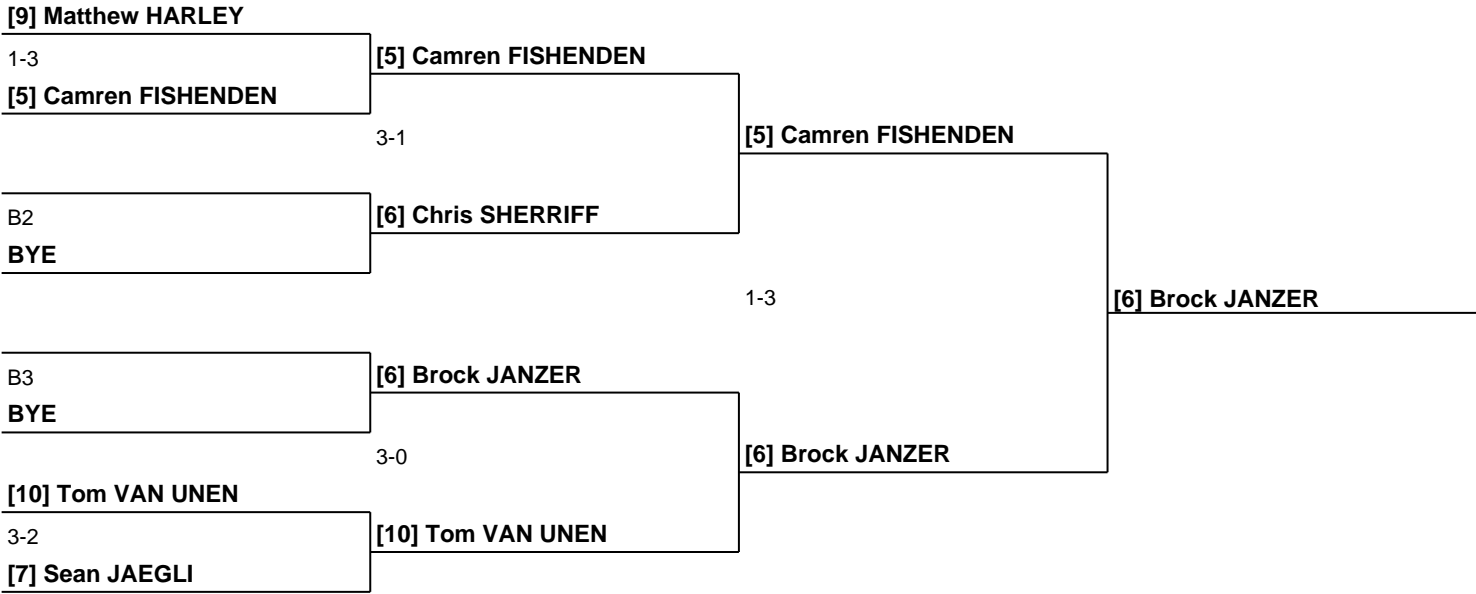 [9] Matthew HARLEY
1-3
[5] Camren FISHENDEN
[5] Camren FISHENDEN
3-1
[5] Camren FISHENDEN
B2
[6] Chris SHERRIFF
BYE
1-3
[6] Brock JANZER
B3
[6] Brock JANZER
BYE
3-0
[6] Brock JANZER
[10] Tom VAN UNEN
3-2
[10] Tom VAN UNEN
[7] Sean JAEGLI